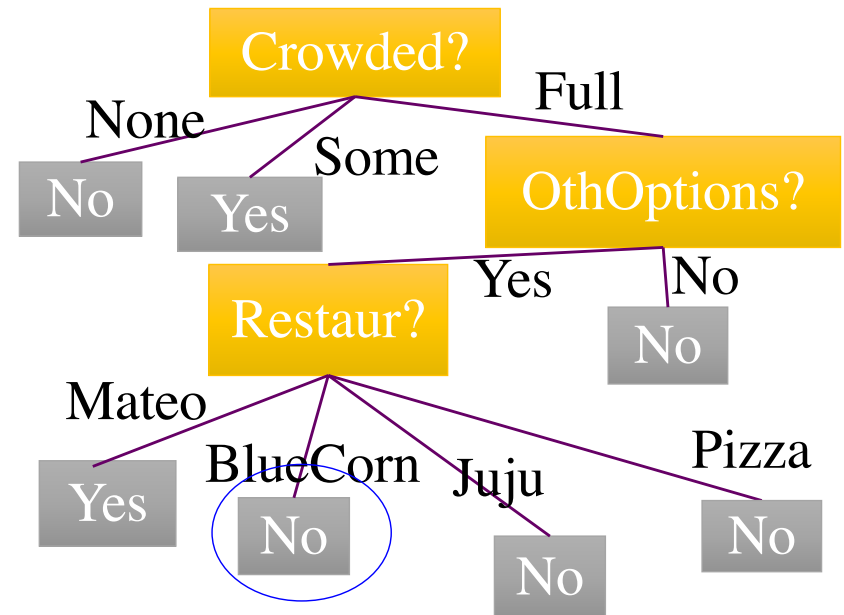 Crowded?
None
Some
Full
No
Yes
OthOptions?
Yes
No
Restaur?
No
Mateo
BlueCorn
Juju
Pizza
Yes
No
No
No